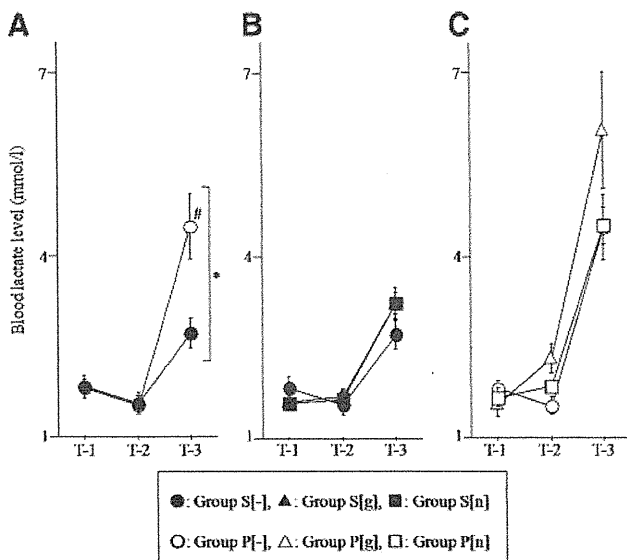 A
B
C
Blood lactate level (mmol/l)
7
4
1
T-1
T-2
T-3
#
*
7
4
1
T-1
T-2
T-3
7
4
1
T-1
T-2
T-3
●: Group S[-], ▲: Group S[g], ■: Group S[n]
○: Group P[-], △: Group P[g], □: Group P[n]